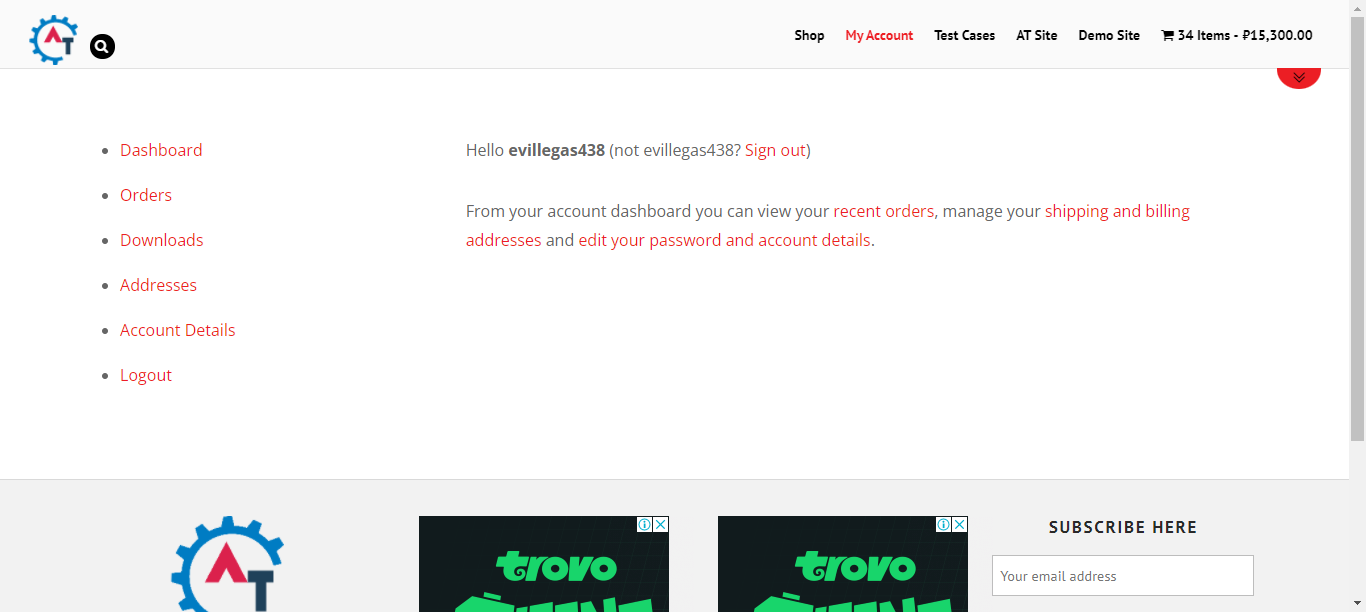 AT
Shop
My Account
Test Cases
AT Site
Demo Site
34 Items - ₽15,300.00
Dashboard
Orders
Downloads
Addresses
Account Details
Logout
Hello evillegas438 (not evillegas438? Sign out)
From your account dashboard you can view your recent orders, manage your shipping and billing
addresses and edit your password and account details.
AT
trovo
trovo
SUBSCRIBE HERE
Your email address